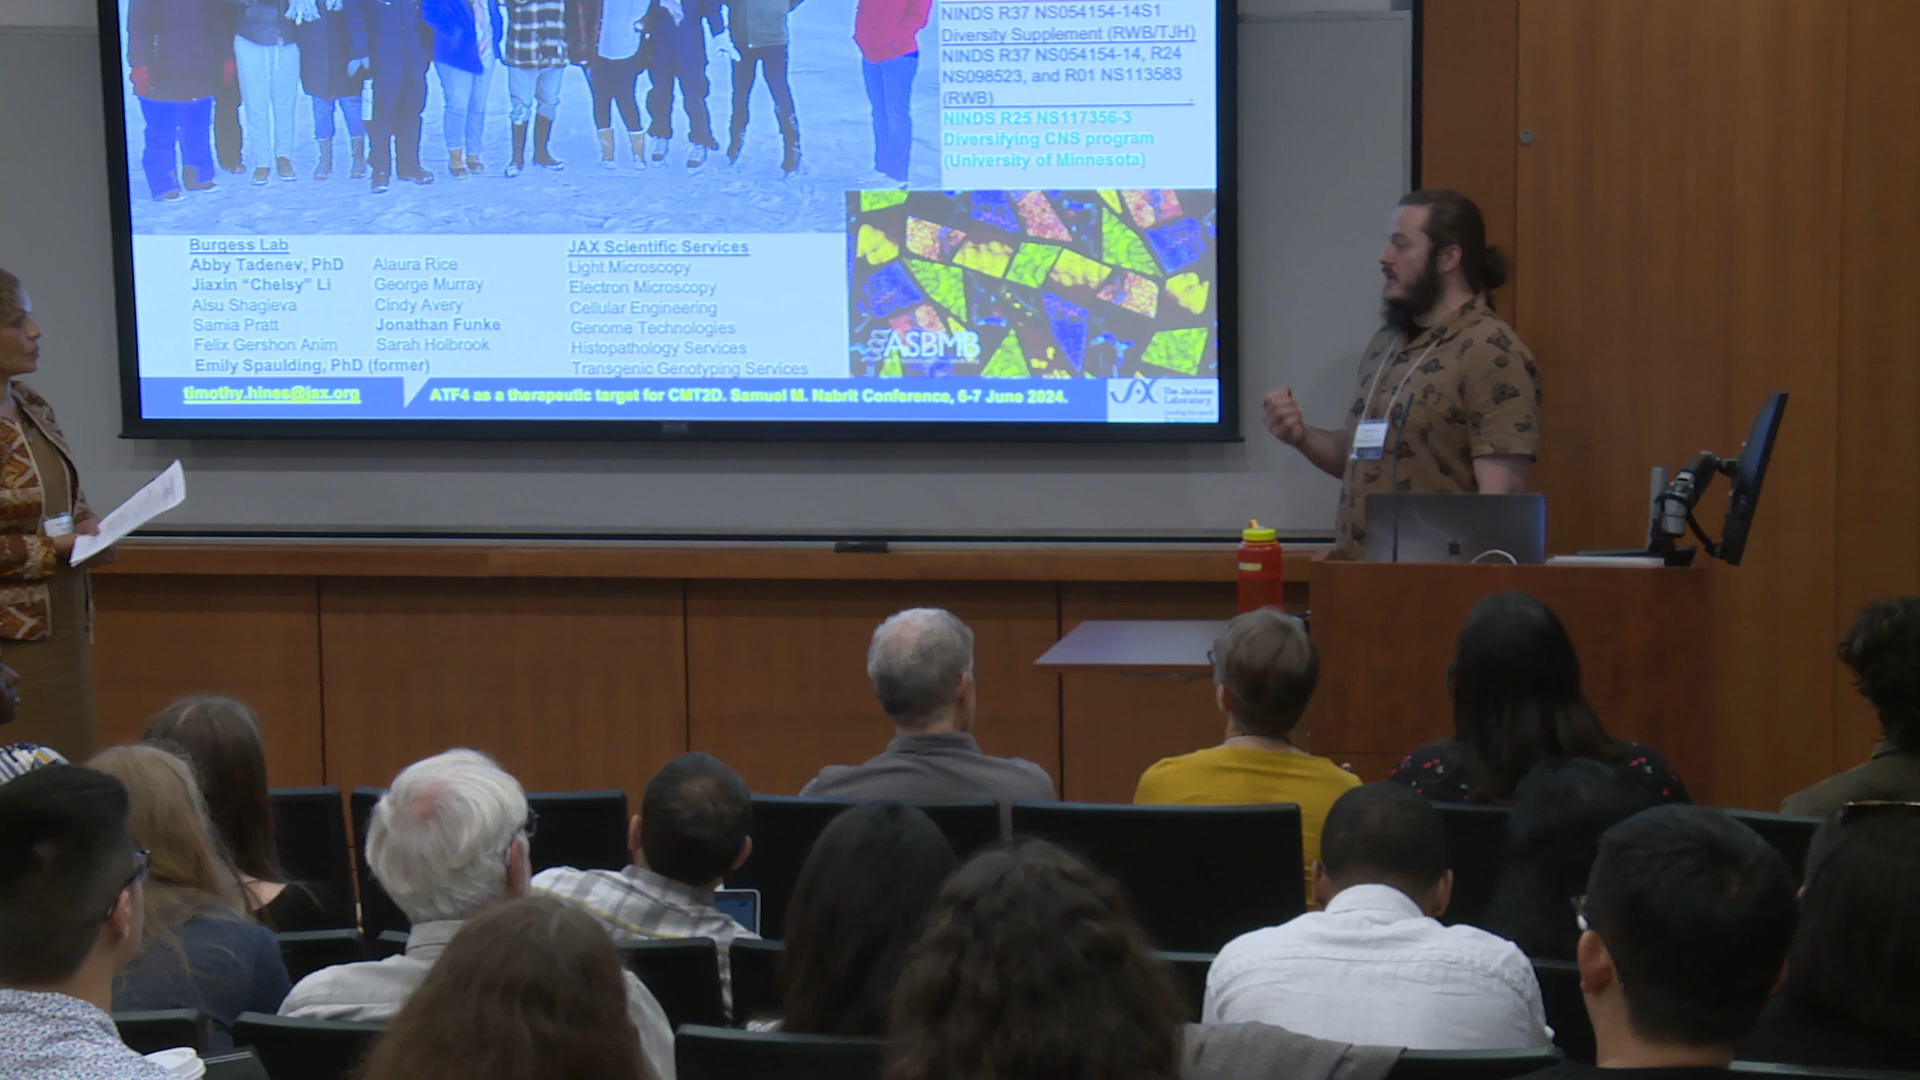 NINDS R37 NS054154-14S1
Diversity Supplement (RWB/TJH)
NINDS R37 NS054154-14, R24
NS098523, and R01 NS113583
(RWB)
NINDS R25 NS117356-3
Diversifying CNS program
(University of Minnesota)
Burgess Lab
Abby Tadenev, PhD
Jiaxin “Chelsy” Li
Alsu Shagieva
Samia Pratt
Felix Gershon Anim
Emily Spaulding, PhD (former)
Alaura Rice
George Murray
Cindy Avery
Jonathan Funke
Sarah Holbrook
JAX Scientific Services
Light Microscopy
Electron Microscopy
Cellular Engineering
Genome Technologies
Histopathology Services
Transgenic Genotyping Services
ASBMB
timothy.hines@jax.org
ATF4 as a therapeutic target for CMT2D. Samuel M. Nabrit Conference, 6-7 June 2024.
JAX
The Jackson
Laboratory